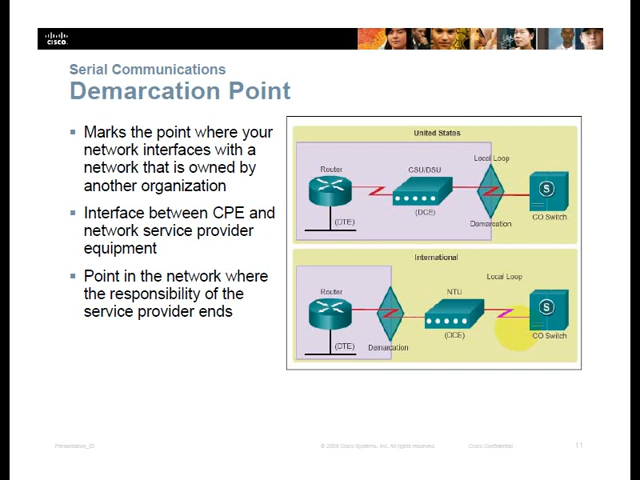 CISCO.
Serial Communications
Demarcation Point
Marks the point where your
network interfaces with a
network that is owned by
another organization
Interface between CPE and
network service provider
equipment
Point in the network where
the responsibility of the
service provider ends
United States
Router
CSU/DSU
Local Loop
S
(DTE)
(DCE)
Demarcation
CO Switch
International
Router
NTU
Local Loop
S
(DTE)
Demarcation
(DCE)
CO Switch
Presentation_ID
© 2008 Cisco Systems, Inc. All rights reserved.
Cisco Confidential
11